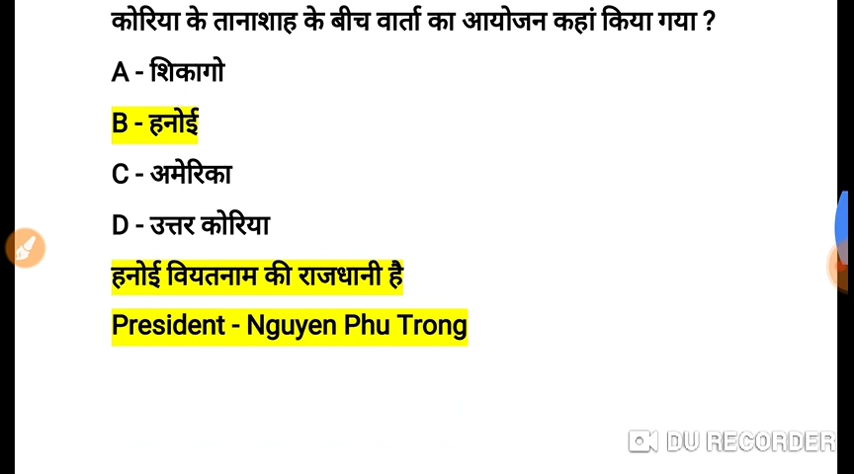 कोरिया के तानाशाह के बीच वार्ता का आयोजन कहां किया गया ?
A - शिकागो
B - हनोई
C - अमेरिका
D - उत्तर कोरिया
हनोई वियतनाम की राजधानी है
President - Nguyen Phu Trong
DU RECORDER